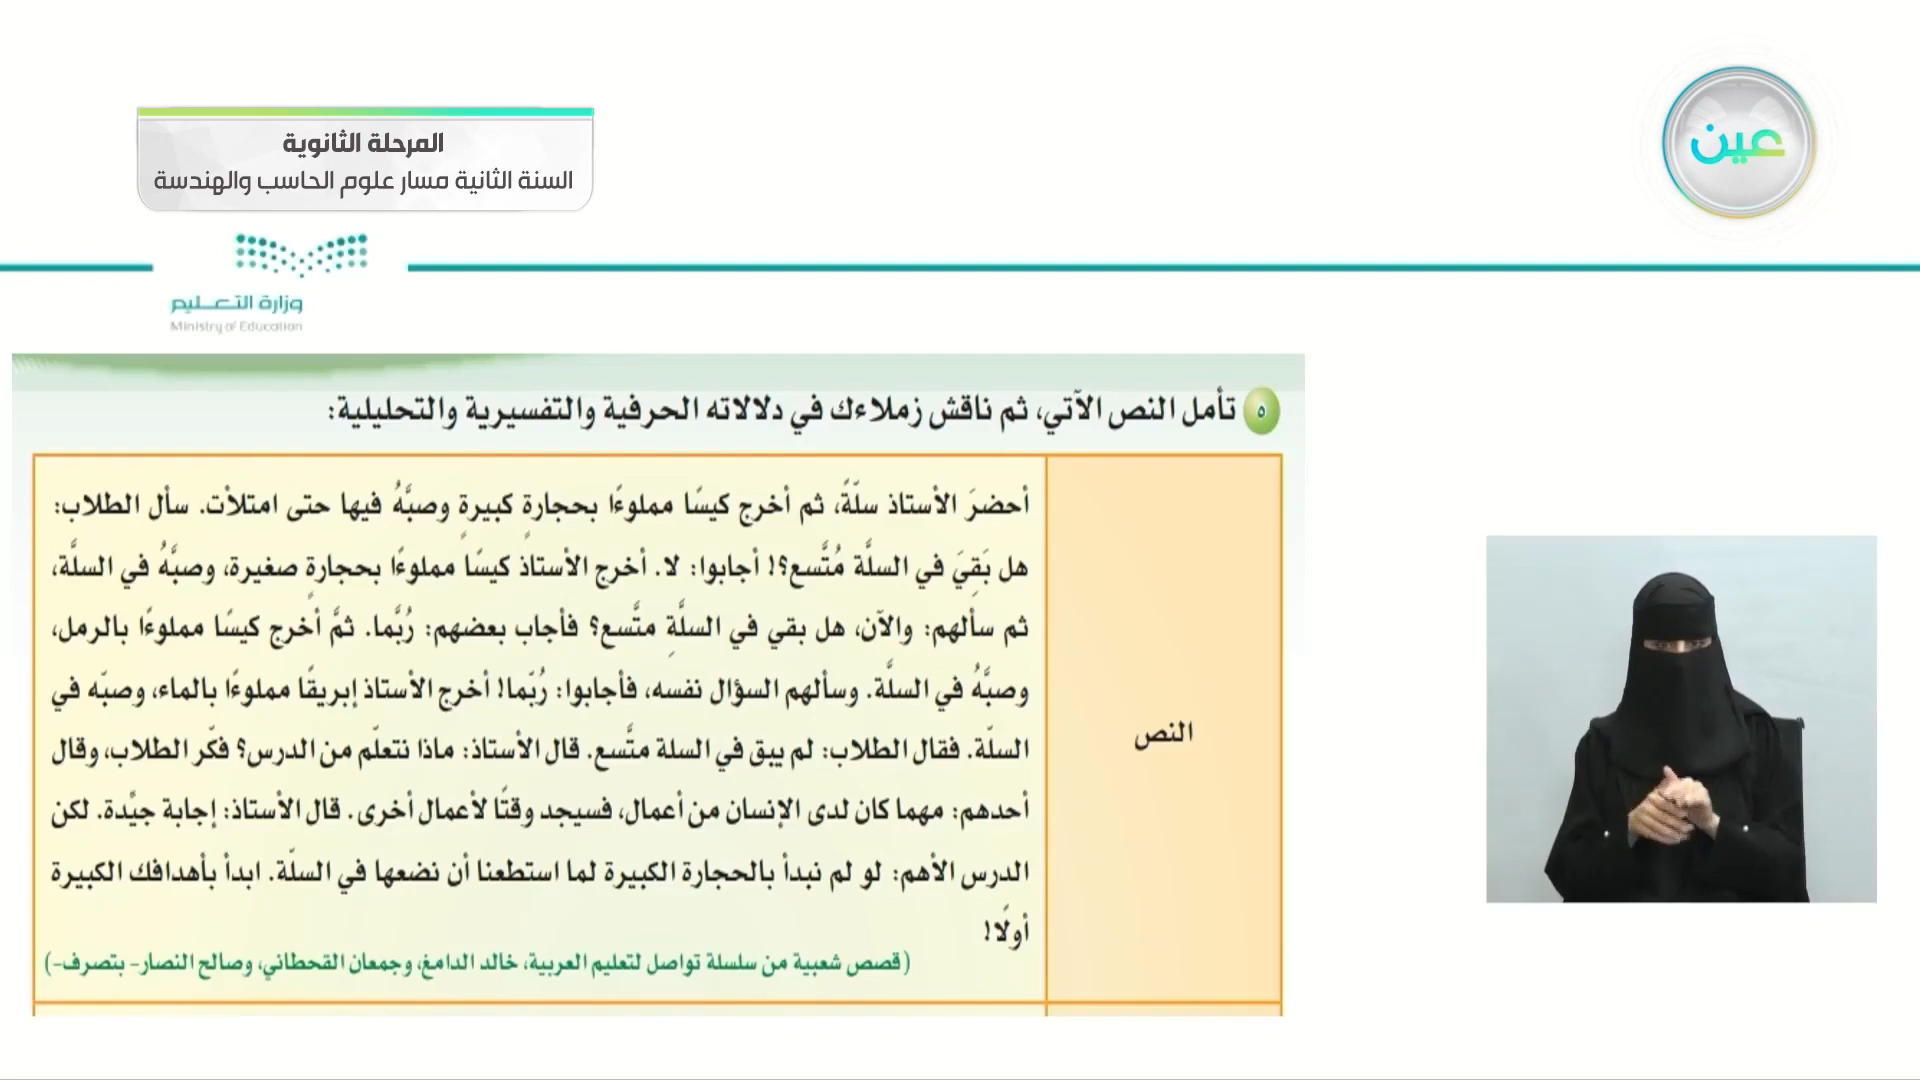 المرحلة الثانوية
السنة الثانية مسار علوم الحاسب والهندسة
عين
وزارة التعـــليم
Ministry of Education
٥ تأمل النص الآتي، ثم ناقش زملاءك في دلالاته الحرفية والتفسيرية والتحليلية:
النص
أحضرَ الأستاذ سلّةً، ثم أخرج كيسًا مملوءًا بحجارةٍ كبيرةٍ وصبَّهُ فيها حتى امتلأت. سأل الطلاب:
هل بَقِيَ في السلَّة مُتَّسع؟! أجابوا: لا. أخرج الأستاذ كيسًا مملوءًا بحجارةٍ صغيرة، وصبَّهُ في السلَّة،
ثم سألهم: والآن، هل بقي في السلَّةِ متَّسع؟ فأجاب بعضهم: رُبَّما. ثمَّ أخرج كيسًا مملوءًا بالرمل،
وصبَّهُ في السلَّة. وسألهم السؤال نفسه، فأجابوا: رُبّما! أخرج الأستاذ إبريقًا مملوءًا بالماء، وصبّه في
السلّة. فقال الطلاب: لم يبق في السلة متَّسع. قال الأستاذ: ماذا نتعلّم من الدرس؟ فكّر الطلاب، وقال
أحدهم: مهما كان لدى الإنسان من أعمال، فسيجد وقتًا لأعمال أخرى. قال الأستاذ: إجابة جيِّدة. لكن
الدرس الأهم: لو لم نبدأ بالحجارة الكبيرة لما استطعنا أن نضعها في السلّة. ابدأ بأهدافك الكبيرة
أولًا!
(قصص شعبية من سلسلة تواصل لتعليم العربية، خالد الدامغ، وجمعان القحطاني، وصالح النصار- بتصرف-)